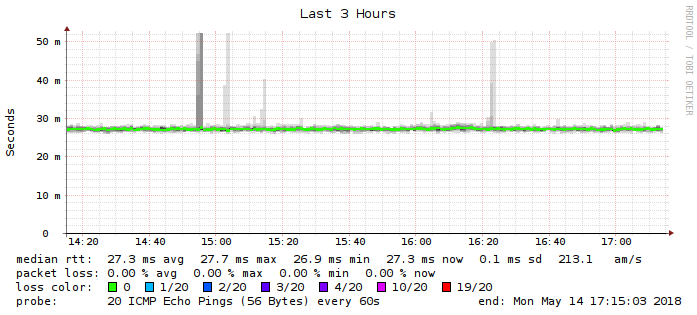 Last 3 Hours
RRDTOOL / TOBI OETIKER
Seconds
50 m
40 m
30 m
20 m
10 m
0
14:20 14:40 15:00 15:20 15:40 16:00 16:20 16:40 17:00
median rtt: 27.3 ms avg 27.7 ms max 26.9 ms min 27.3 ms now 0.1 ms sd 213.1 am/s
packet loss: 0.00 % avg 0.00 % max 0.00 % min 0.00 % now
loss color: 0 1/20 2/20 3/20 4/20 10/20 19/20
probe: 20 ICMP Echo Pings (56 Bytes) every 60s end: Mon May 14 17:15:03 2018